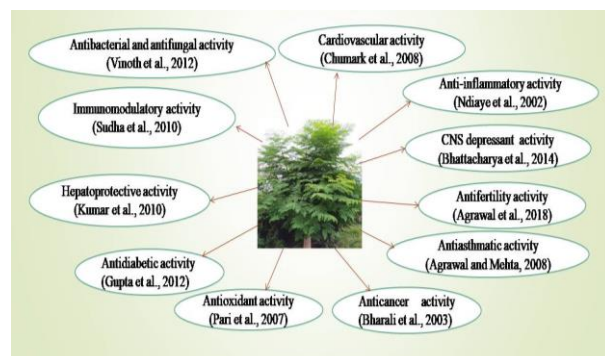 Antibacterial and antifungal activity
(Vinoth et al., 2012)
Cardiovascular activity
(Chumark et al., 2008)
Anti-inflammatory activity
(Ndiaye et al., 2002)
Immunomodulatory activity
(Sudha et al., 2010)
CNS depressant activity
(Bhattacharya et al., 2014)
Hepatoprotective activity
(Kumar et al., 2010)
Antifertility activity
(Agrawal et al., 2018)
Antiasthmatic activity
(Agrawal and Mehta, 2008)
Antidiabetic activity
(Gupta et al., 2012)
Antioxidant activity
(Pari et al., 2007)
Anticancer activity
(Bharali et al., 2003)